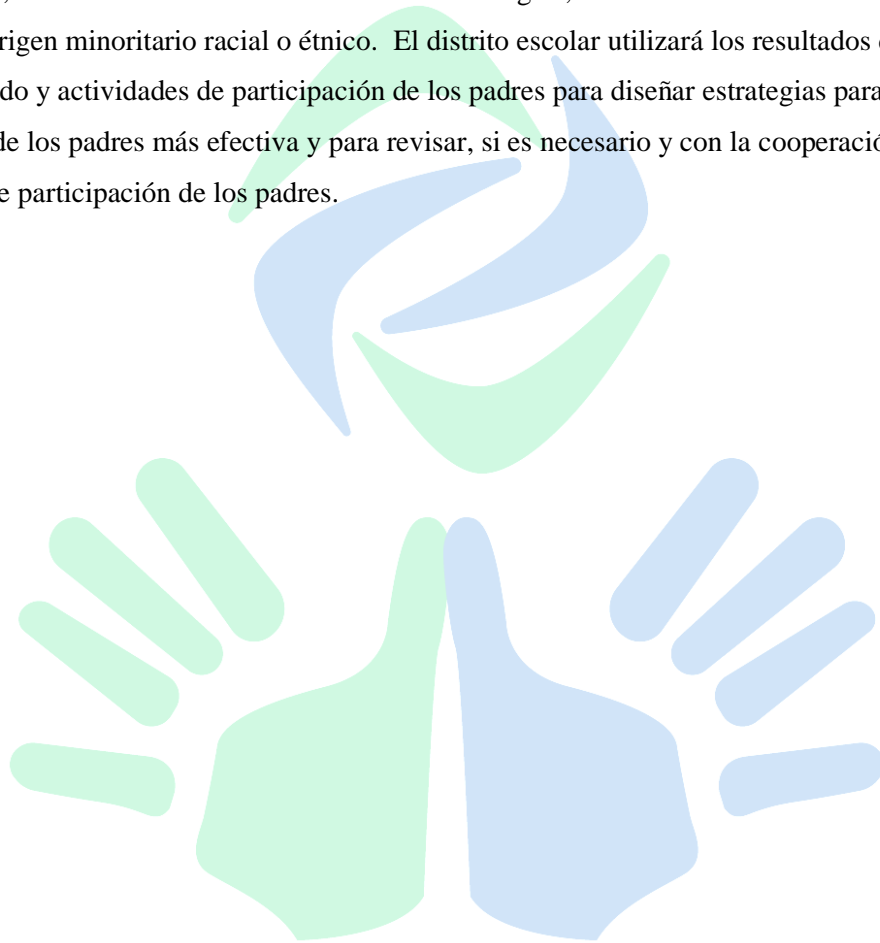 rigen minoritario racial o étnico. El distrito escolar utilizará los resultados
do y actividades de participación de los padres para diseñar estrategias para
de los padres más efectiva y para revisar, si es necesario y con la cooperació
e participación de los padres.